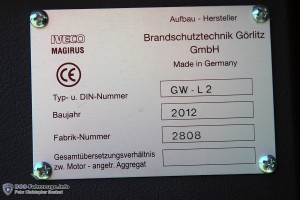 Aufbau - Hersteller
IVECO
MAGIRUS
Brandschutztechnik Görlitz
GmbH
Made in Germany
CE
Typ- u. DIN-Nummer GW - L 2
Baujahr 2012
Fabrik-Nummer 2808
Gesamtübersetzungsverhältnis
zw. Motor - angetr. Aggregat
BOS-Fahrzeuge.info